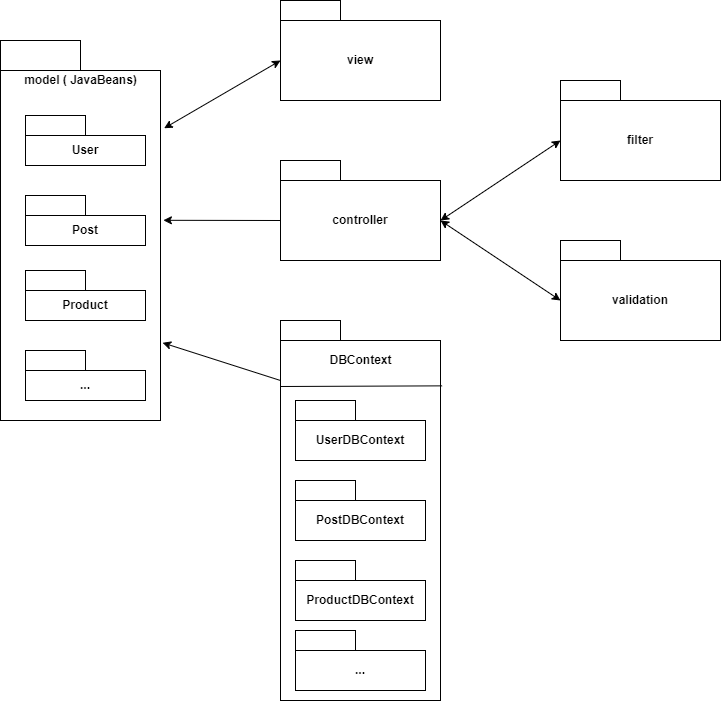 model ( JavaBeans)
User
Post
Product
...
view
controller
filter
validation
DBContext
UserDBContext
PostDBContext
ProductDBContext
...